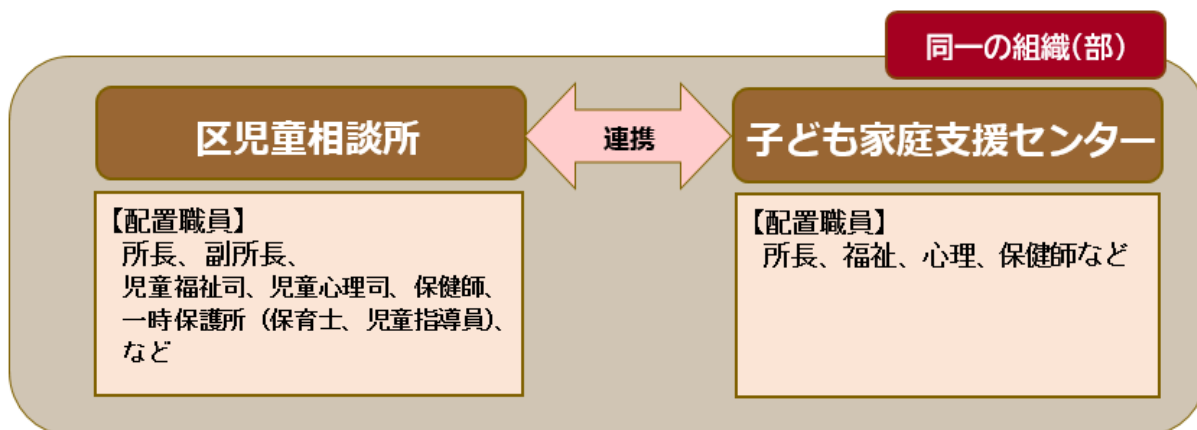 同一の組織(部)
区児童相談所
連携
子ども家庭支援センター
【配置職員】
所長、副所長、
児童福祉司、児童心理司、保健師、
一時保護所（保育士、児童指導員）、
など
【配置職員】
所長、福祉、心理、保健師など